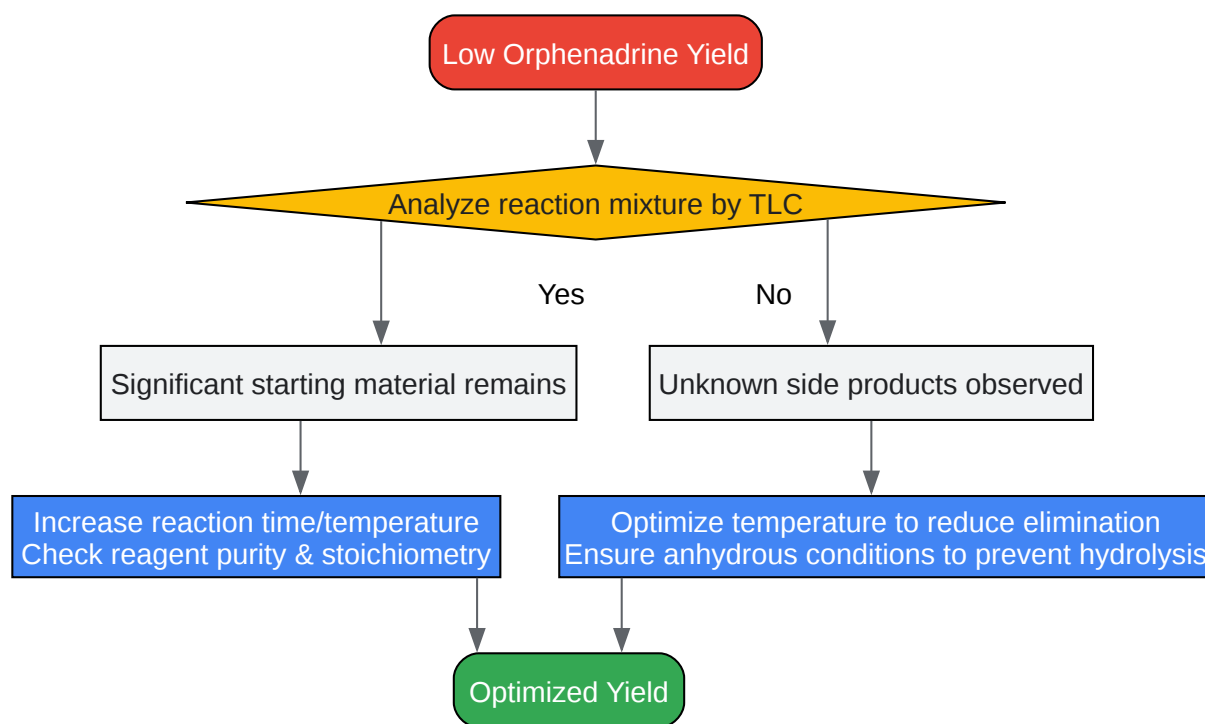 Low Orphenadrine Yield
Analyze reaction mixture by TLC
Yes
No
Significant starting material remains
Unknown side products observed
Increase reaction time/temperature
Check reagent purity & stoichiometry
Optimize temperature to reduce elimination
Ensure anhydrous conditions to prevent hydrolysis
Optimized Yield